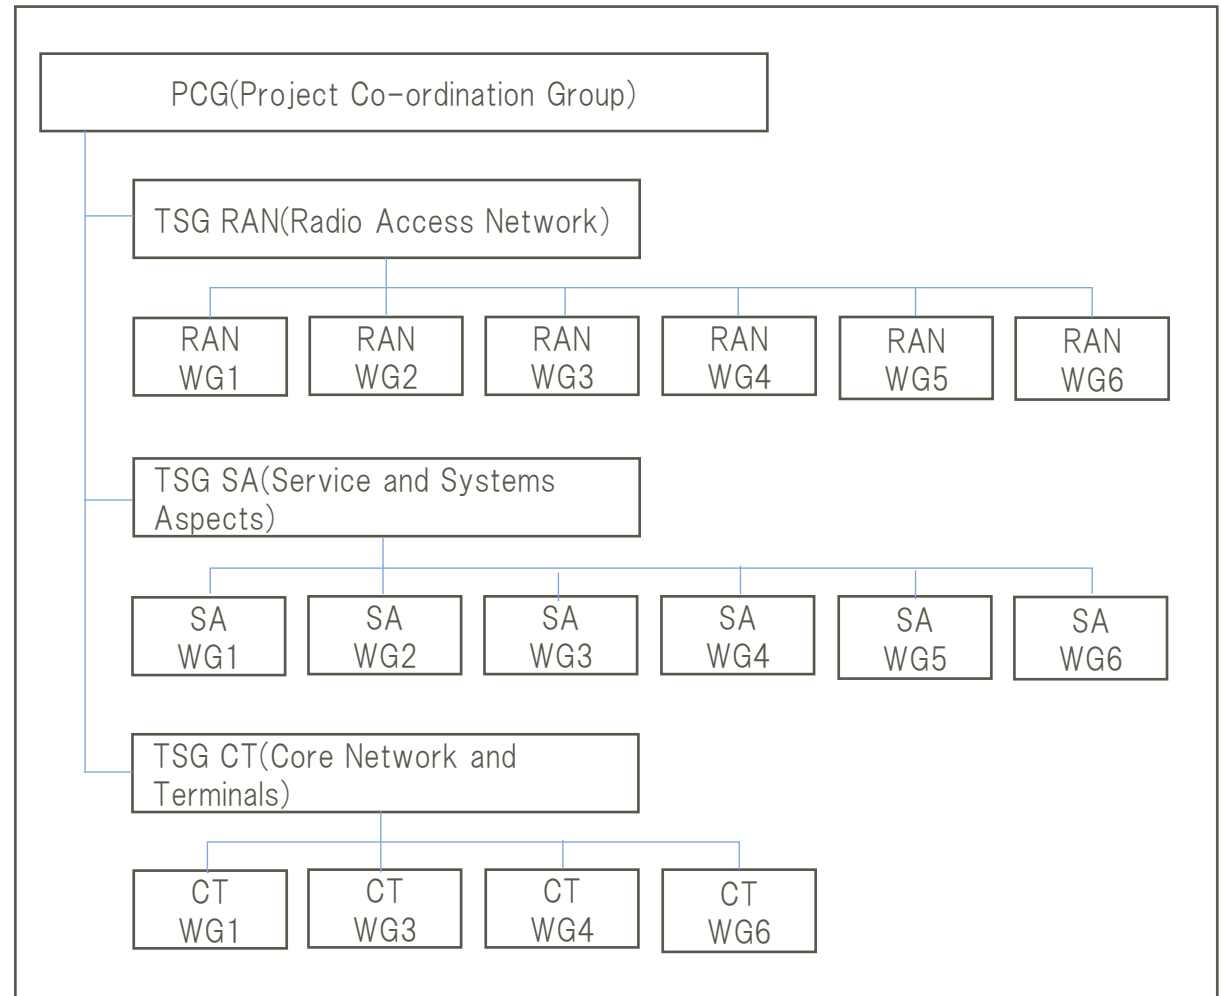 PCG(Project Co-ordination Group)
TSG RAN(Radio Access Network)
RAN
WG1
RAN
WG2
RAN
WG3
RAN
WG4
RAN
WG5
RAN
WG6
TSG SA(Service and Systems
Aspects)
SA
WG1
SA
WG2
SA
WG3
SA
WG4
SA
WG5
SA
WG6
TSG CT(Core Network and
Terminals)
CT
WG1
CT
WG3
CT
WG4
CT
WG6